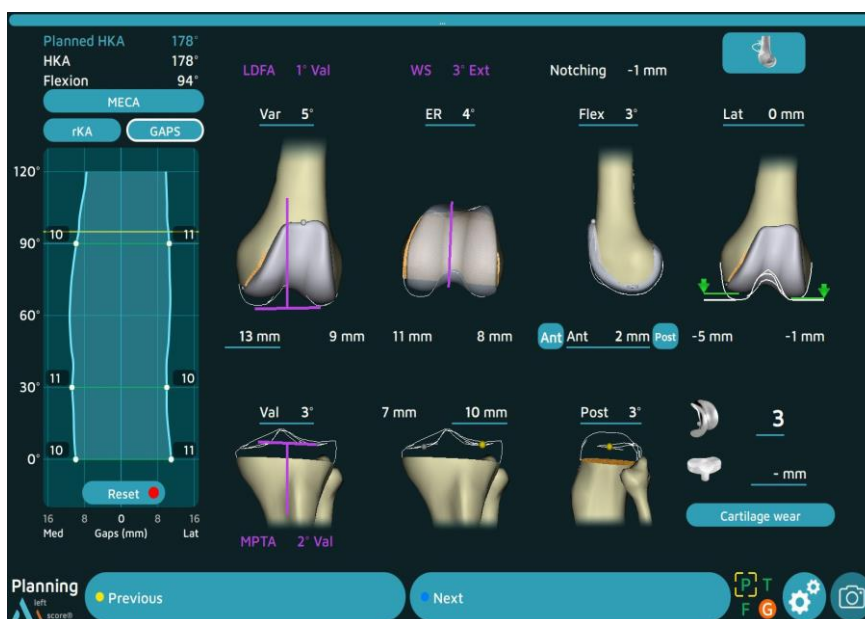 ...
Planned HKA 178°
HKA 178°
Flexion 94°
MECA
rKA GAPS
LDFA 1° Val WS 3° Ext Notching -1 mm
Var 5° ER 4° Flex 3° Lat 0 mm
120°
10 11
90°
60°
11 10
30°
10 11
0°
Reset
16 8 0 8 16
Med Gaps (mm) Lat
13 mm 9 mm 11 mm 8 mm Ant Ant 2 mm Post -5 mm -1 mm
Val 3° 7 mm 10 mm Post 3°
3
- mm
Cartilage wear
MPTA 2° Val
Planning
left
score®
Previous
Next
P T
F G